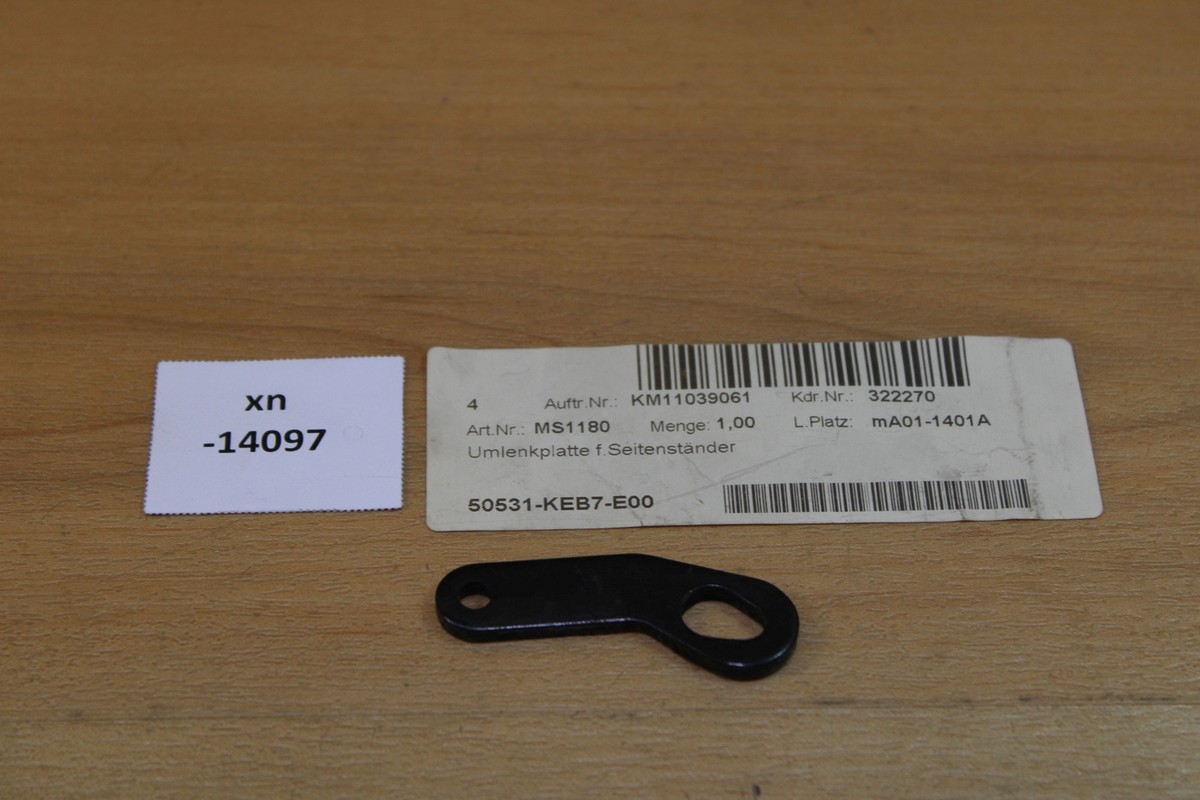 xn
-14097
4 Auftr.Nr.: KM11039061 Kdr.Nr.: 322270
Art.Nr.: MS1180 Menge: 1,00 L.Platz: mA01-1401A
Umlenkplatte f.Seitenständer
50531-KEB7-E00